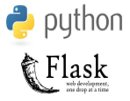 python
Flask
web development,
one drop at a time